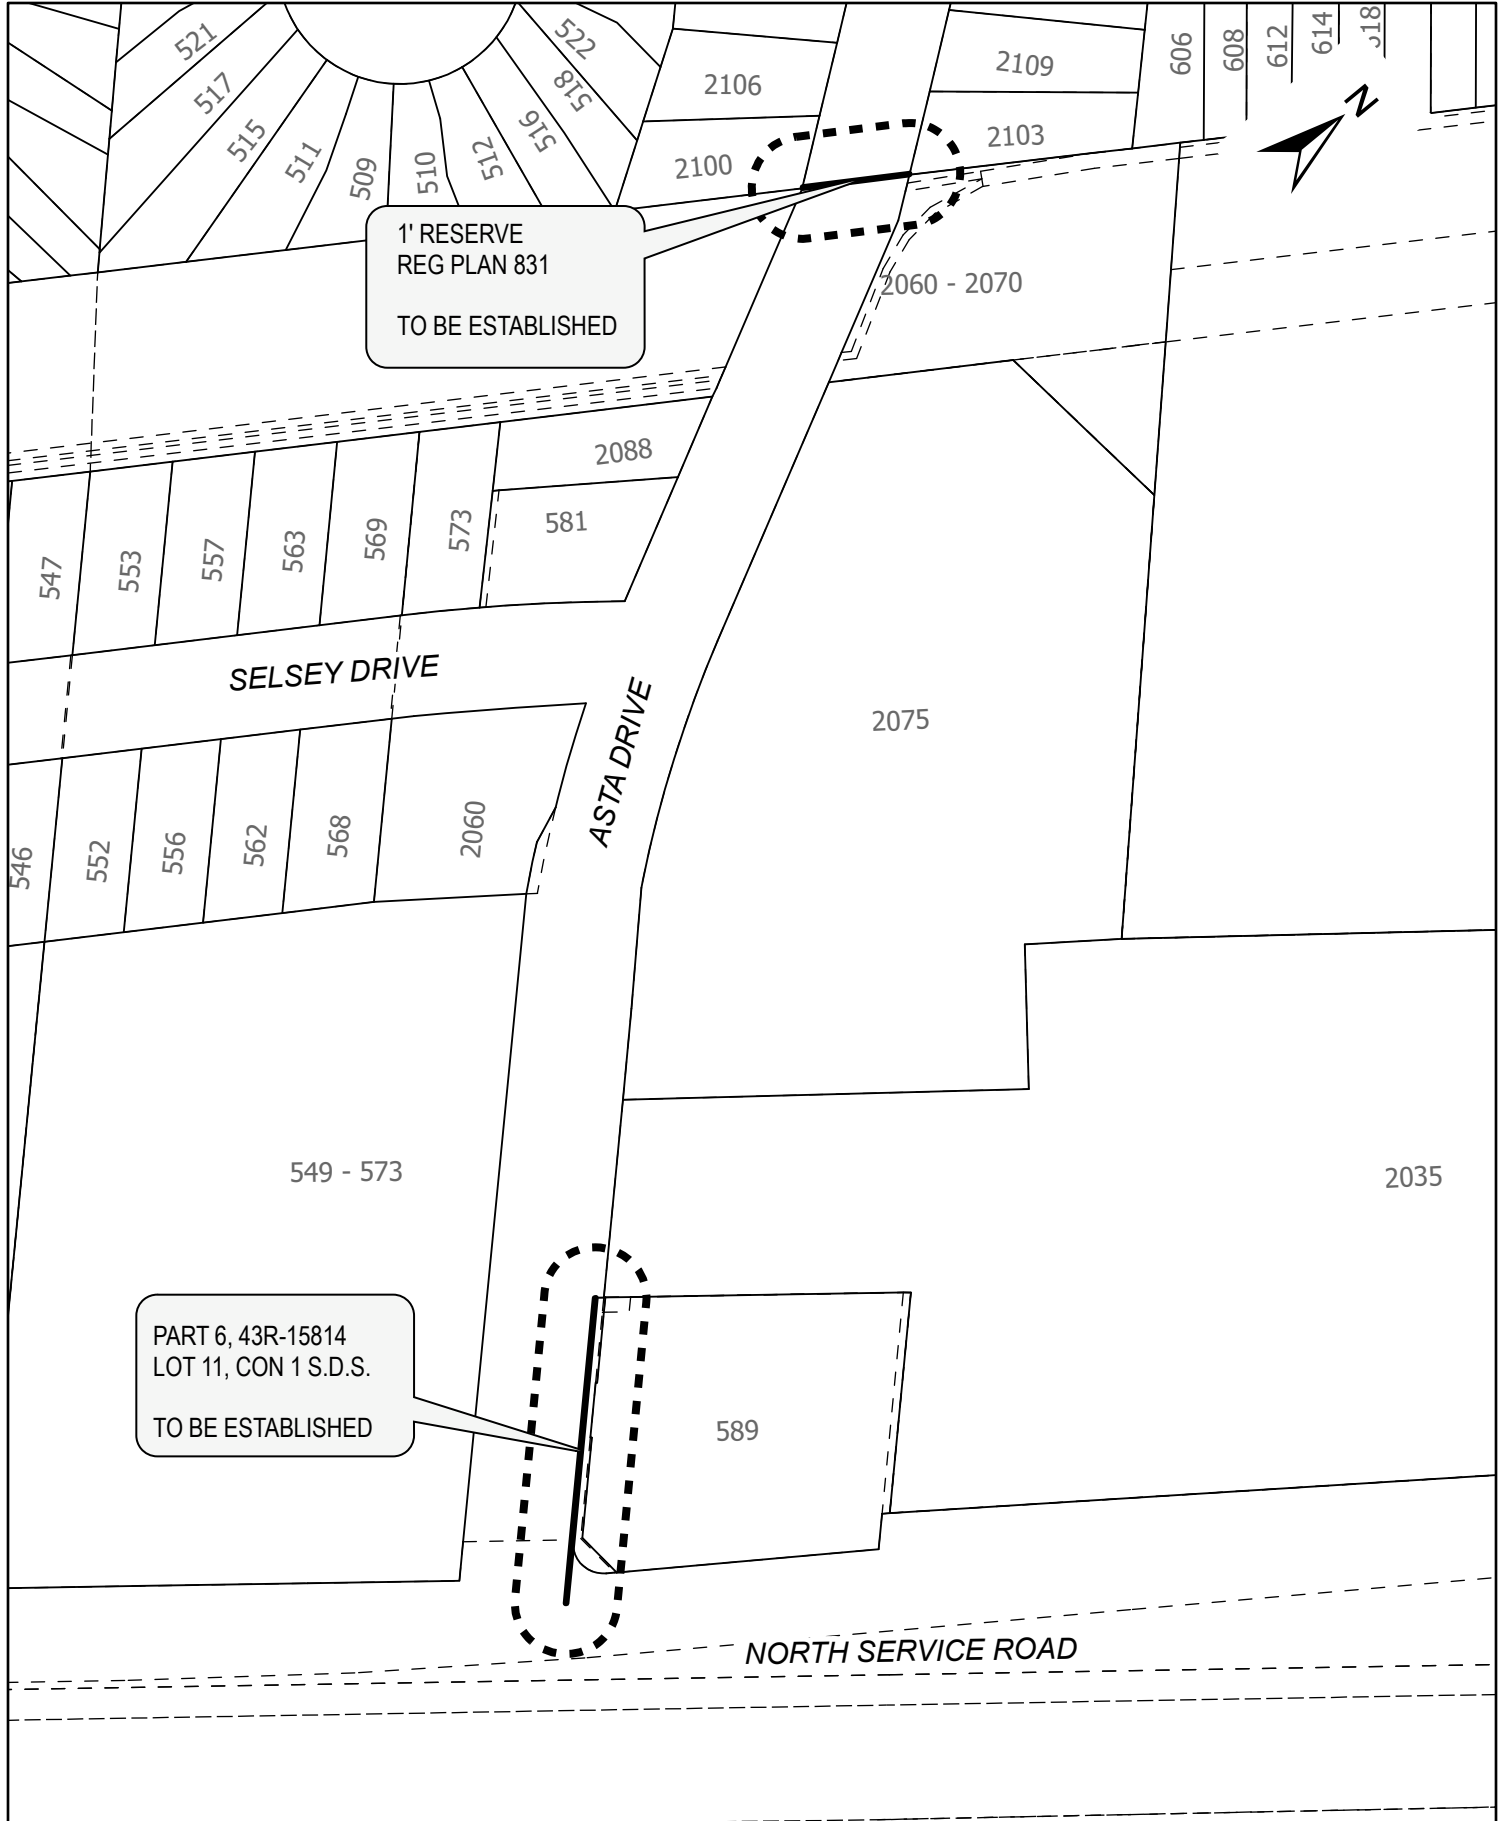 521
522
517
518
515
516
511
512
509
510
2106
2109
2100
2103
606
608
612
614
N
1' RESERVE
REG PLAN 831
TO BE ESTABLISHED
2060 - 2070
2088
581
547
553
557
563
569
573
SELSEY DRIVE
ASTA DRIVE
2075
546
552
556
562
568
2060
549 - 573
2035
PART 6, 43R-15814
LOT 11, CON 1 S.D.S.
TO BE ESTABLISHED
589
NORTH SERVICE ROAD